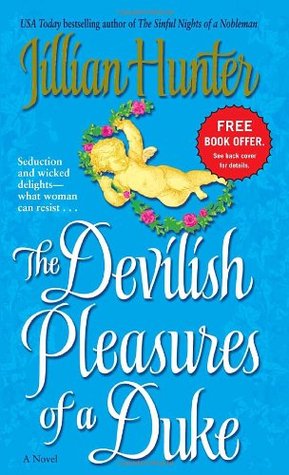 USA Today bestselling author of The Sinful Nights of a Nobleman
Jillian Hunter
FREE
BOOK OFFER.
See back cover
for details.
Seduction
and wicked
delights—
what woman
can resist . . .
The
Devilish
Pleasures
of a
Duke
A Novel